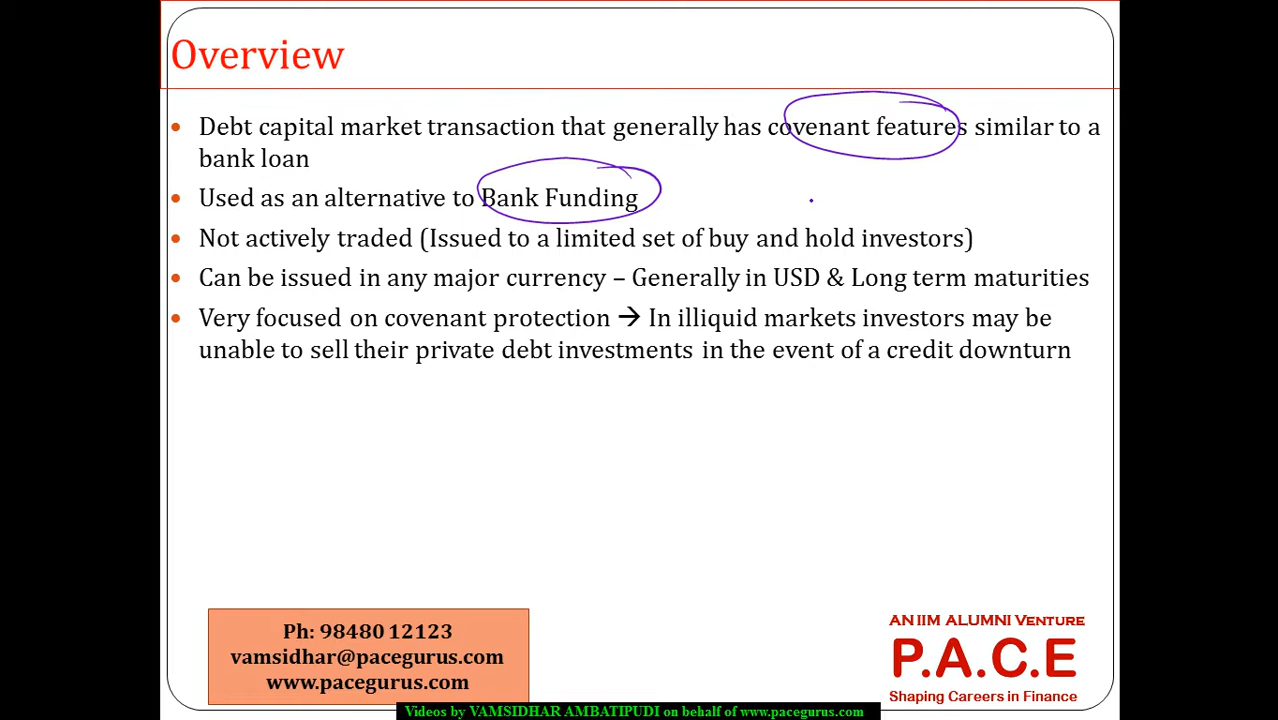 Overview
• Debt capital market transaction that generally has covenant features similar to a
bank loan
• Used as an alternative to Bank Funding
• Not actively traded (Issued to a limited set of buy and hold investors)
• Can be issued in any major currency – Generally in USD & Long term maturities
• Very focused on covenant protection → In illiquid markets investors may be
unable to sell their private debt investments in the event of a credit downturn
Ph: 98480 12123
vamsidhar@pacegurus.com
www.pacegurus.com
AN IIM ALUMNI VENTURE
P.A.C.E
Shaping Careers in Finance
Videos by VAMSIDHAR AMBATIPUDI on behalf of www.pacegurus.com